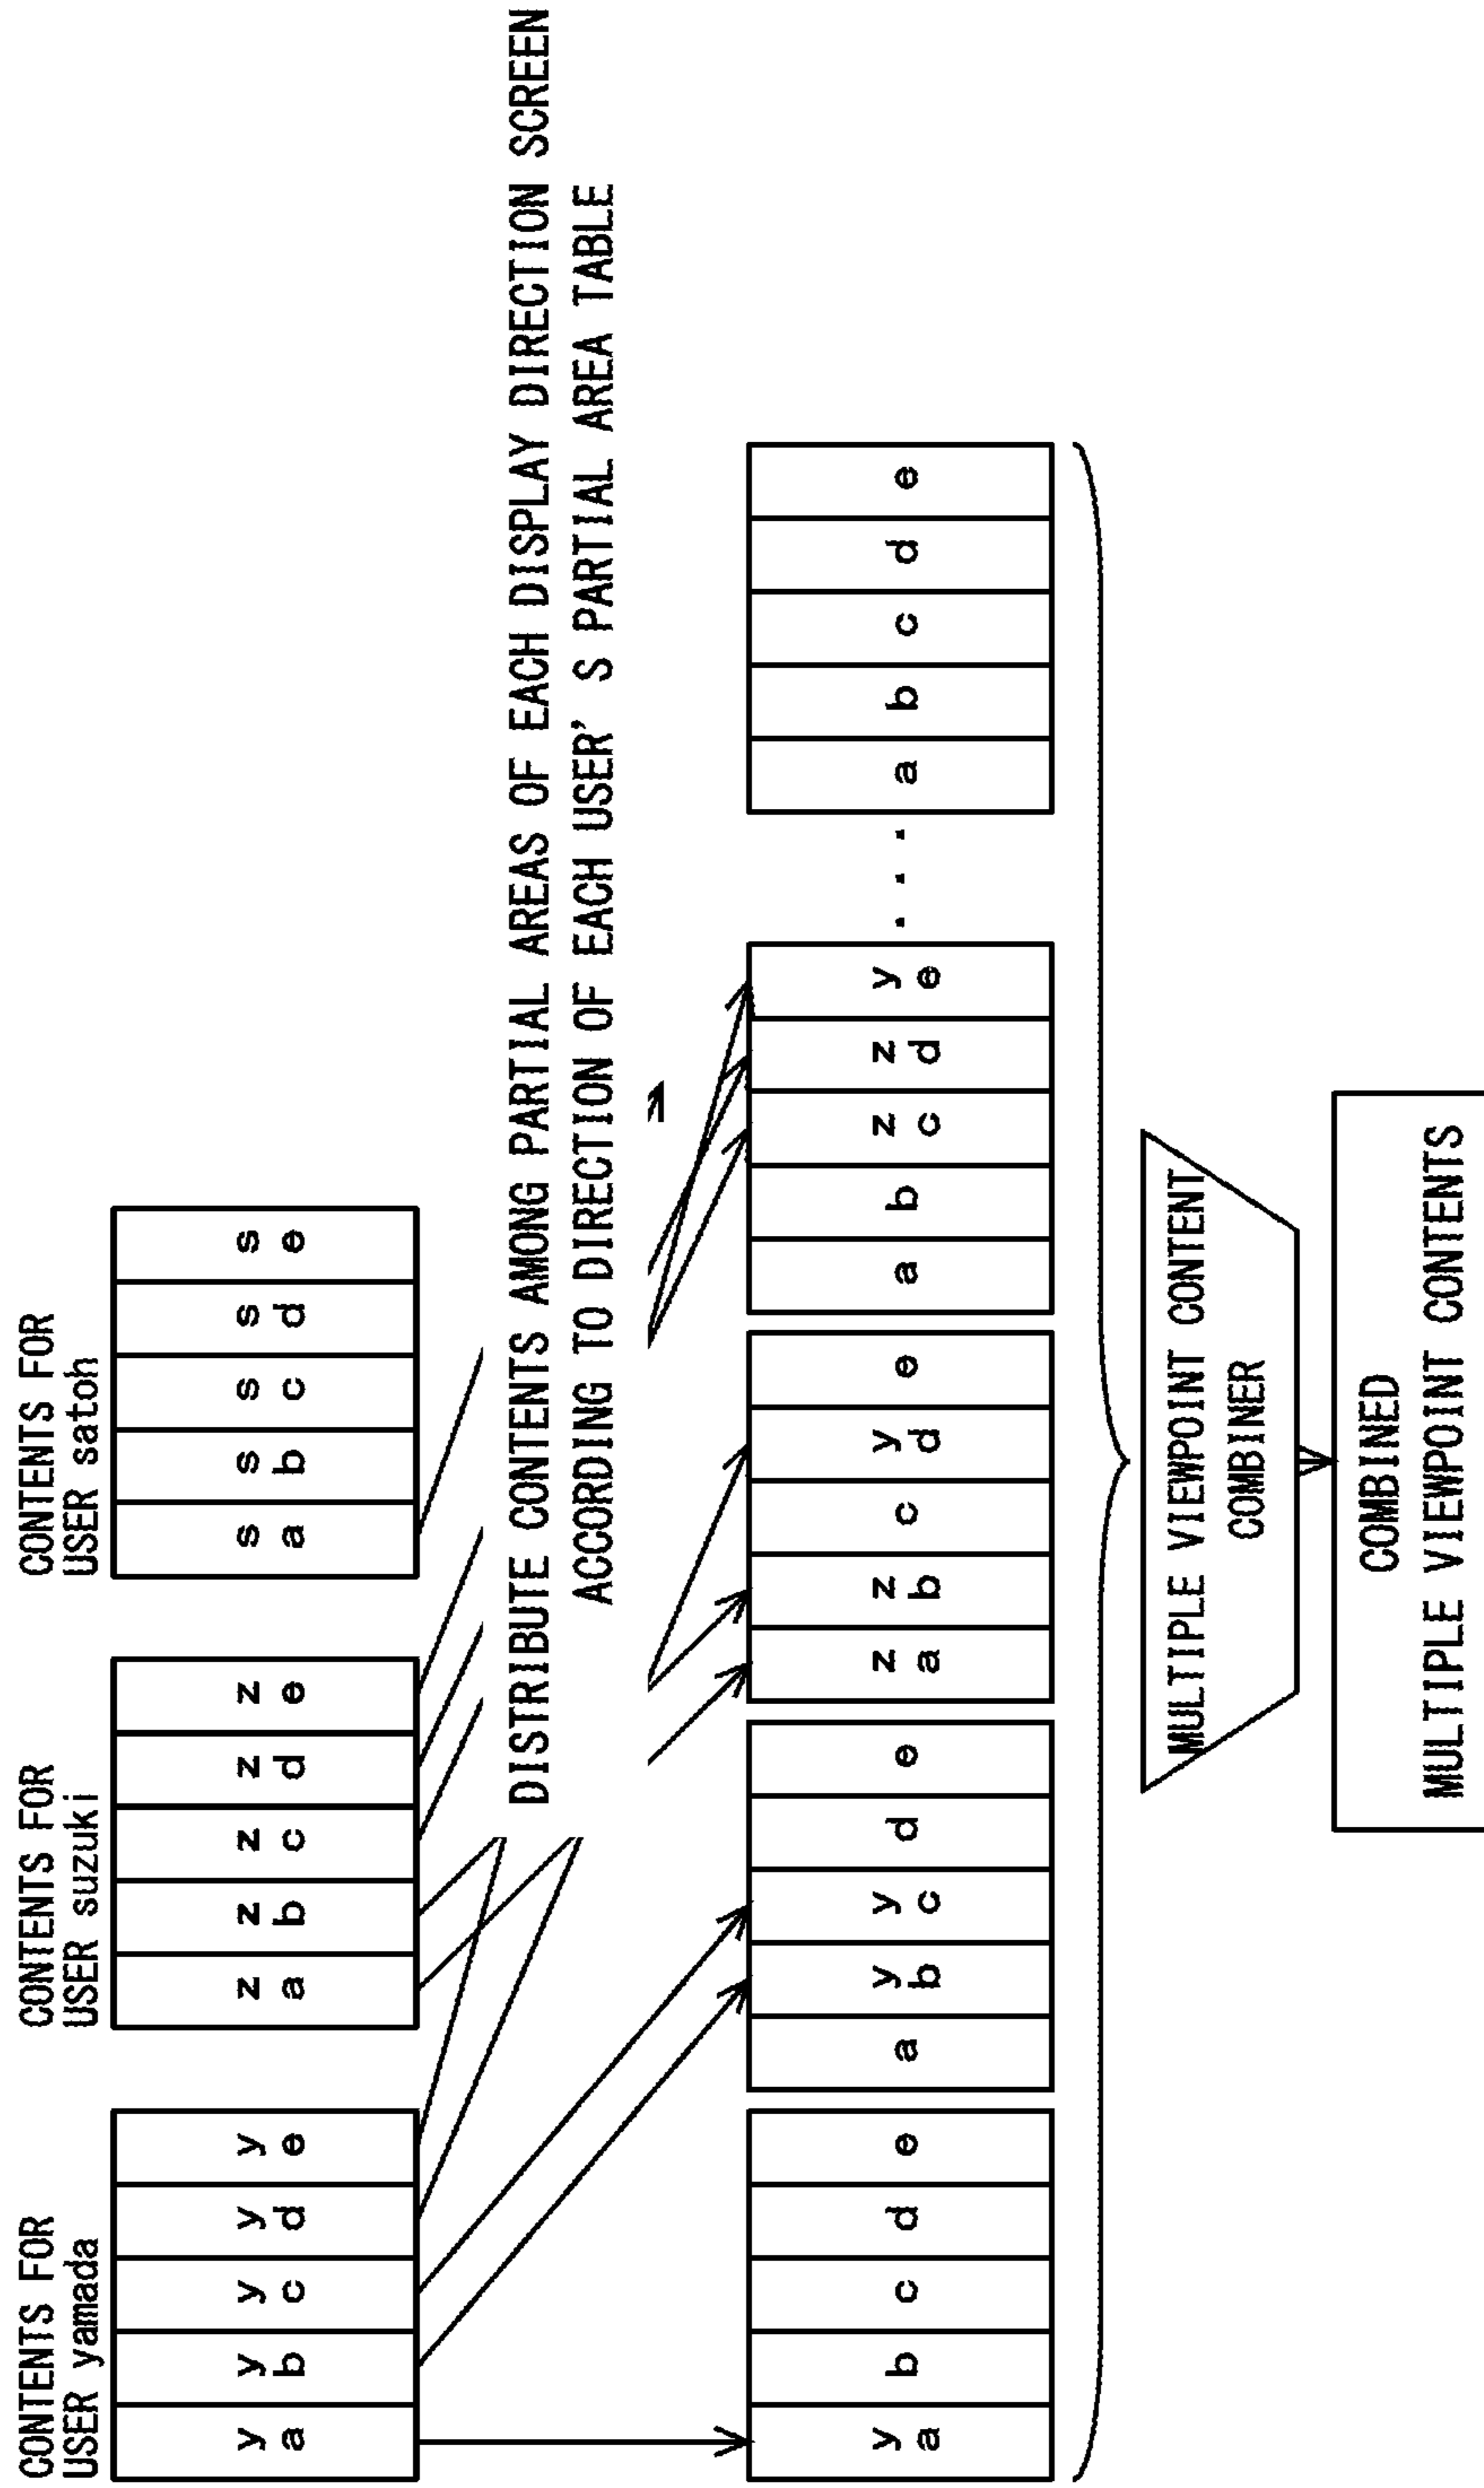 CONTENTS FOR
USER yamada
CONTENTS FOR
USER suzuki
CONTENTS FOR
USER satoh
y y y y y
a b c d e
z z z z z
a b c d e
s s s s s
a b c d e
DISTRIBUTE CONTENTS AMONG PARTIAL AREAS OF EACH DISPLAY DIRECTION SCREEN
ACCORDING TO DIRECTION OF EACH USER'S PARTIAL AREA TABLE
y
a b c d e
y y
a b c d e
z z y
a b c d e
z z y
a b c d e
...
a b c d e
MULTIPLE VIEWPOINT CONTENT
COMBINER
COMBINED
MULTIPLE VIEWPOINT CONTENTS